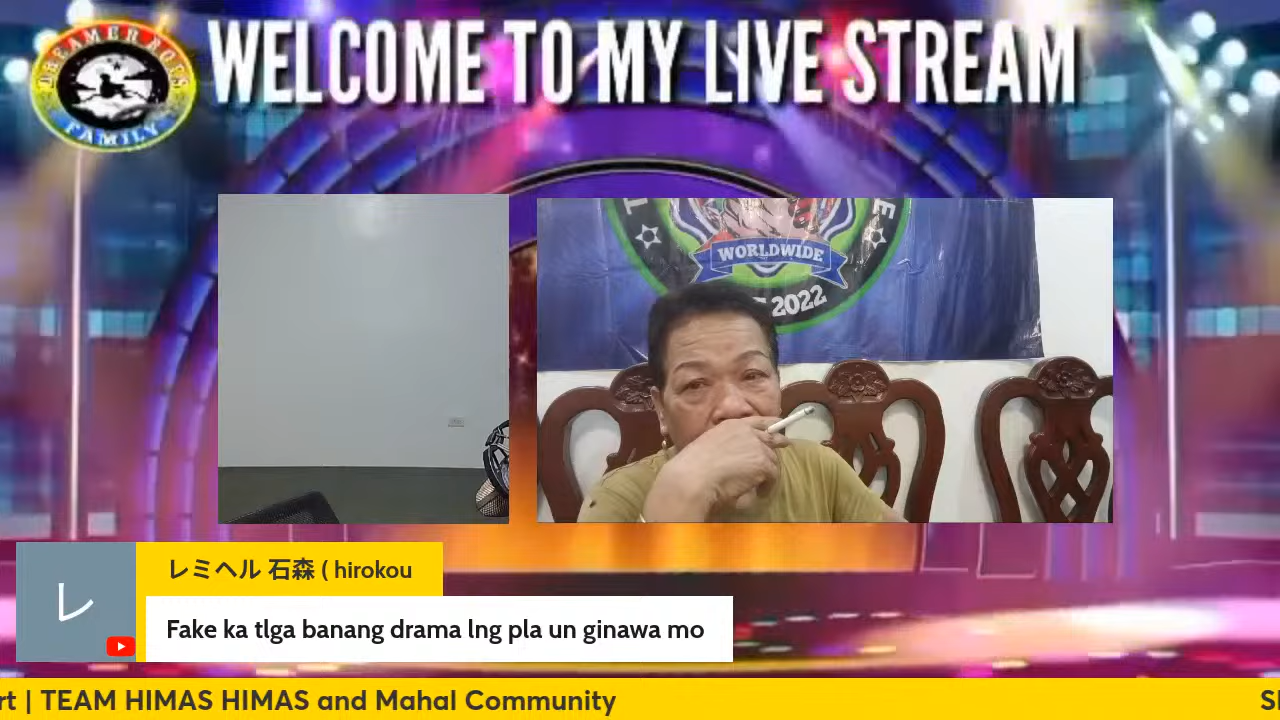 WELCOME TO MY LIVE STREAM
DREAMER BOYS
FAMILY
WORLDWIDE
2022
レ
レミヘル 石森 ( hirokou
Fake ka tlga banang drama lng pla un ginawa mo
rt | TEAM HIMAS HIMAS and Mahal Community